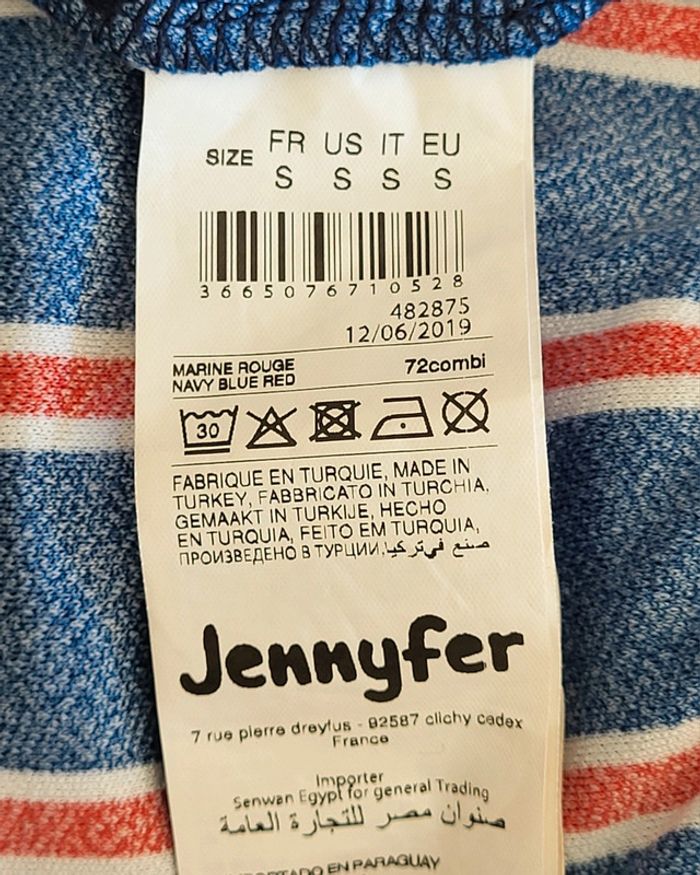 SIZE FR US IT EU
S S S S
3665076710528
482875
12/06/2019
MARINE ROUGE
NAVY BLUE RED
72combi
30
FABRIQUE EN TURQUIE, MADE IN
TURKEY, FABBRICATO IN TURCHIA,
GEMAAKT IN TURKIJE, HECHO
EN TURQUIA, FEITO EM TURQUIA,
ПРОИЗВЕДЕНО В ТУРЦИИ, صنع في تركيا
Jennyfer
7 rue pierre dreyfus - 92587 clichy cedex
France
Importer
Senwan Egypt for general Trading
صنوان مصر للتجارة العامة
EN PARAGUAY